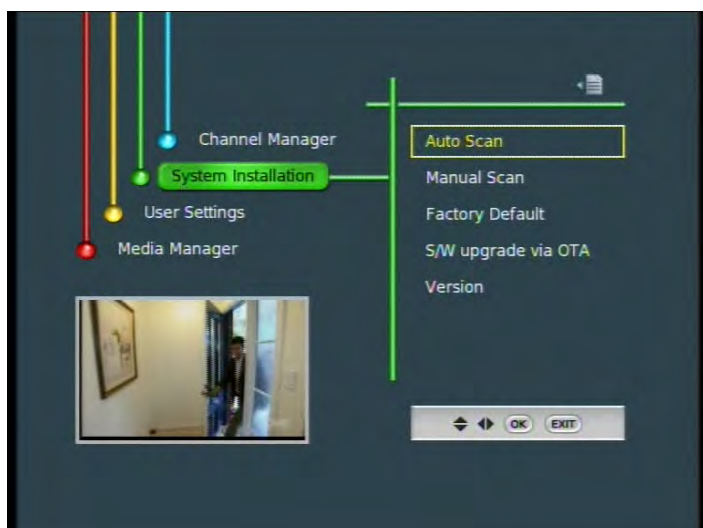 Channel Manager
System Installation
User Settings
Media Manager
Auto Scan
Manual Scan
Factory Default
S/W upgrade via OTA
Version
OK EXIT